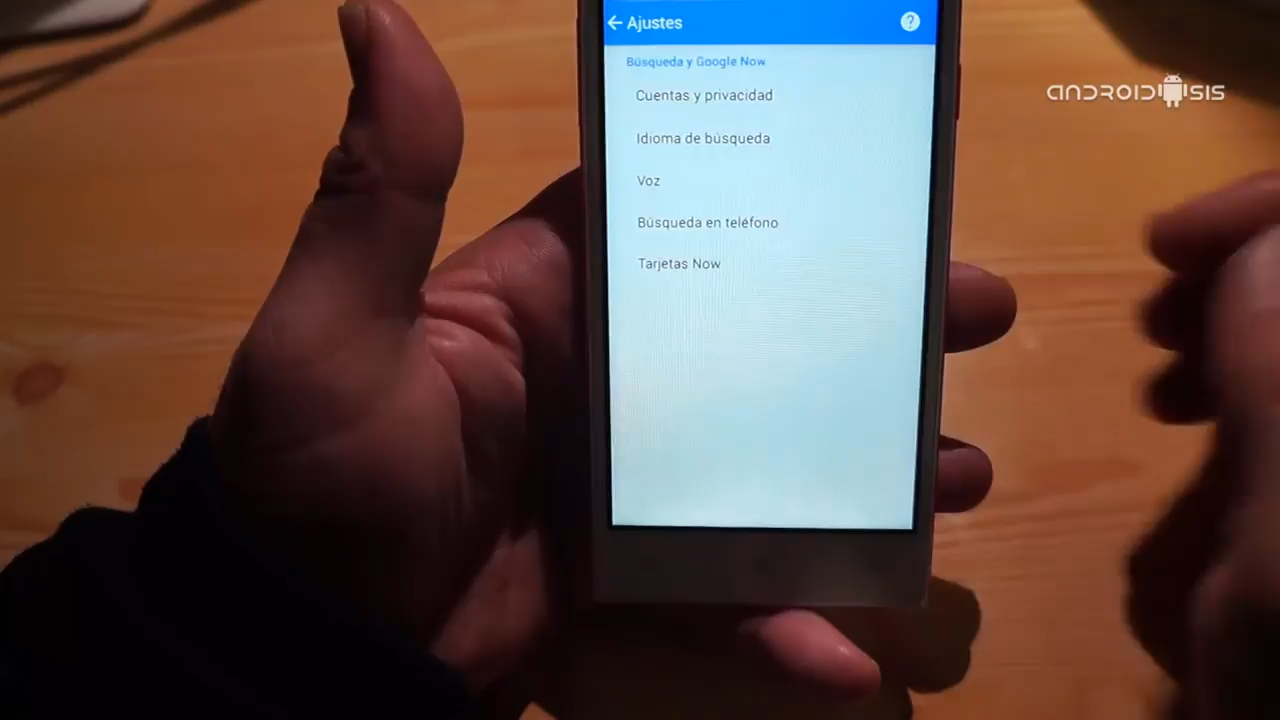 Ajustes
Búsqueda y Google Now
Cuentas y privacidad
Idioma de búsqueda
Voz
Búsqueda en teléfono
Tarjetas Now
ANDROIDSIS